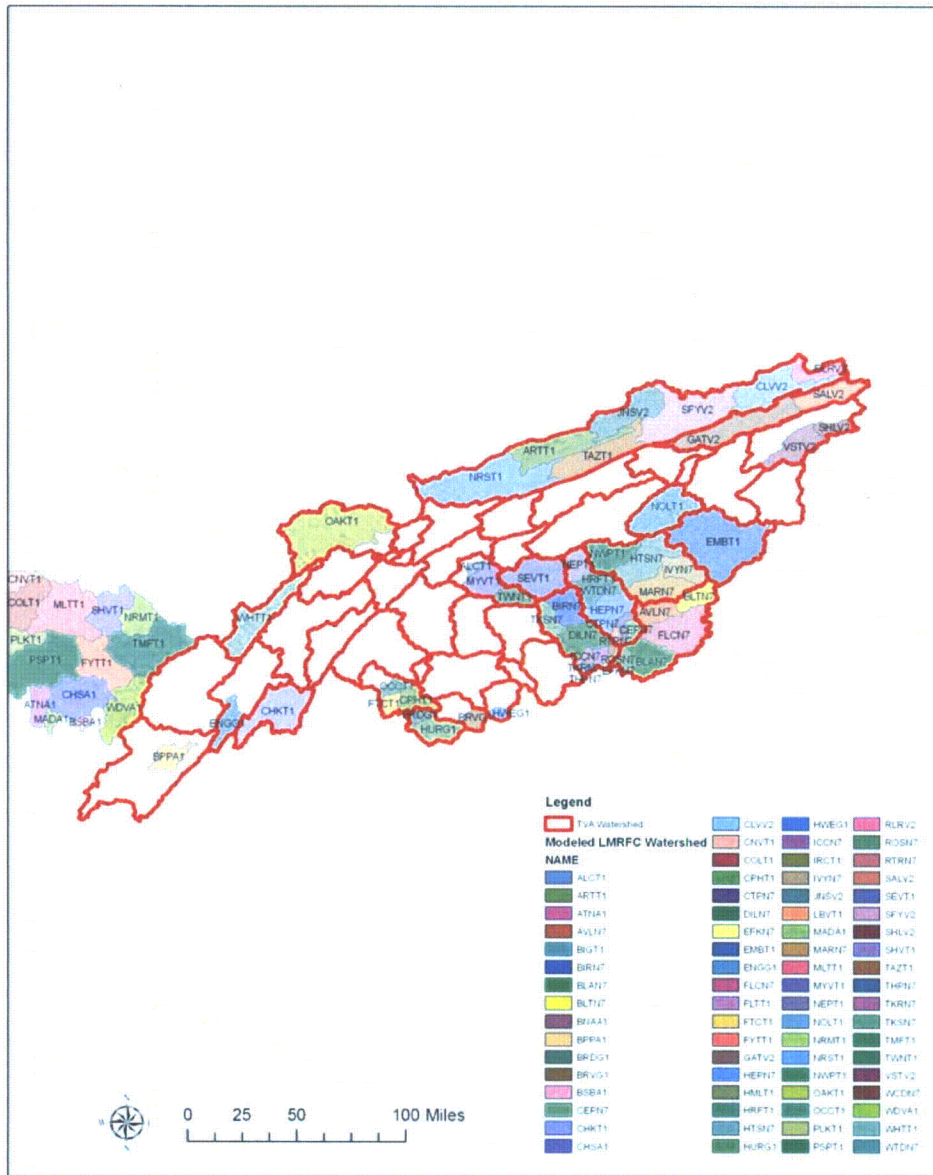 RLRV2
CLVV2
SALV2
SFYV2
JNSV2
SHLV2
GATV2
VSTV2
ARTT1
TAZT1
NRST1
NOLT1
OAKT1
EMBT1
NWPT1
HTSN7
ALCT1
NEPT1
IVYN7
CNVT1
MYVT1
SEVT1
HRFT1
WTDN7
MARN7
COLT1
MLTT1
SHVT1
TWNT1
BLTN7
NRMT1
BIRN7
HEPN7
AVLN7
WHTT1
TKSN7
CTPN7
PLKT1
TMFT1
DILN7
CEFN7
FLCN7
PSPT1
FYTT1
BLAN7
CHSA1
ATNA1
WDVA1
FTCT1
CPHT1
MADA1
BSBA1
CHKT1
ENGG1
HURG1
BRVG1
HWEG1
BPPA1
Legend
TVA Watershed
Modeled LMRFC Watershed
NAME
ALCT1
ARTT1
ATNA1
AVLN7
BIGT1
BIRN7
BLAN7
BLTN7
BNAA1
BPPA1
BRDG1
BRVG1
BSBA1
CEFN7
CHKT1
CHSA1
CLVV2
CNVT1
COLT1
CPHT1
CTPN7
DILN7
EFKN7
EMBT1
ENGG1
FLCN7
FLTT1
FTCT1
FYTT1
GATV2
HEPN7
HMLT1
HRFT1
HTSN7
HURG1
HWEG1
ICCN7
IRCT1
IVYN7
JNSV2
LBVT1
MADA1
MARN7
MLTT1
MYVT1
NEPT1
NOLT1
NRMT1
NRST1
NWPT1
OAKT1
OCCT1
PLKT1
PSPT1
RLRV2
ROSN7
RTRN7
SALV2
SEVT1
SFYV2
SHLV2
SHVT1
TAZT1
THPN7
TKRN7
TKSN7
TMFT1
TWNT1
VSTV2
WCDN7
WDVA1
WHTT1
WTDN7
0 25 50 100 Miles